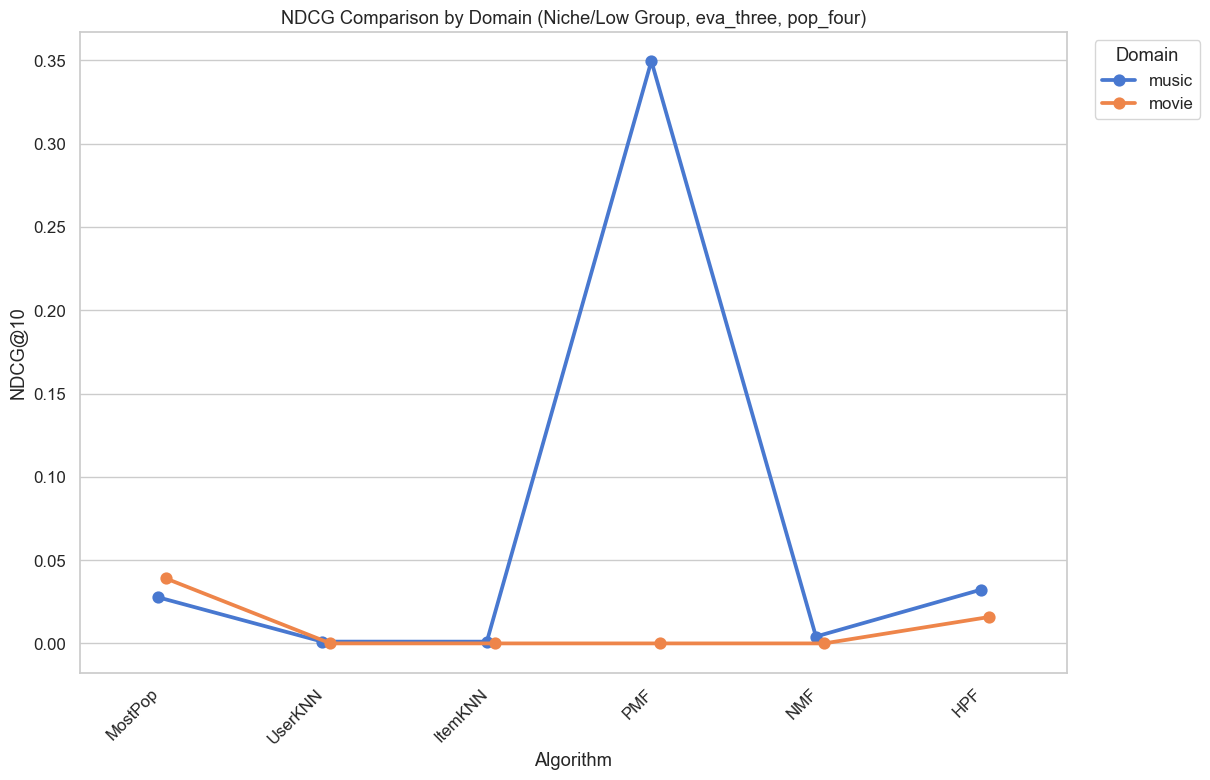 NDCG Comparison by Domain (Niche/Low Group, eva_three, pop_four)
Domain
music
movie
0.35
0.30
0.25
0.20
0.15
0.10
0.05
0.00
NDCG@10
MostPop
UserKNN
ItemKNN
PMF
NMF
HPF
Algorithm